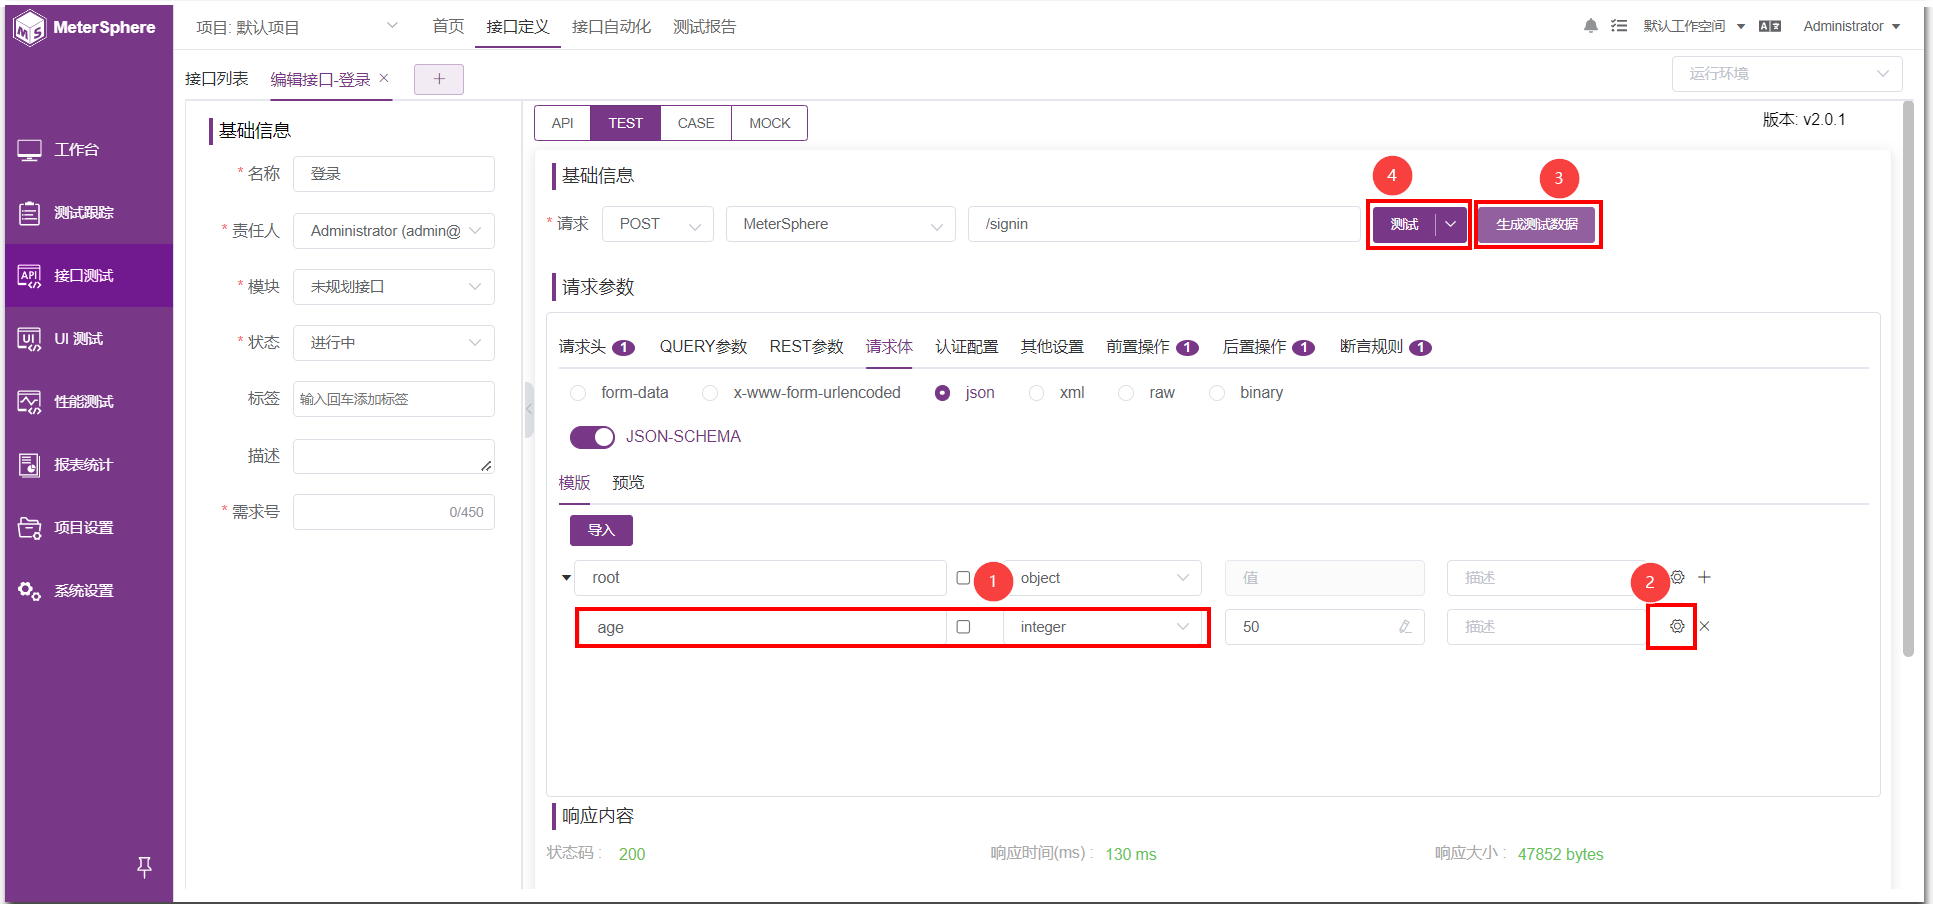 MeterSphere
项目: 默认项目
首页 接口定义 接口自动化 测试报告
默认工作空间
Administrator
接口列表 编辑接口-登录 × +
运行环境
工作台
测试跟踪
接口测试
UI 测试
性能测试
报表统计
项目设置
系统设置
基础信息
* 名称 登录
* 责任人 Administrator (admin@
* 模块 未规划接口
* 状态 进行中
标签 输入回车添加标签
描述
* 需求号 0/450
API TEST CASE MOCK
版本: v2.0.1
基础信息
4 3
* 请求 POST MeterSphere /signin 测试 生成测试数据
请求参数
请求头 1 QUERY参数 REST参数 请求体 认证配置 其他设置 前置操作 1 后置操作 1 断言规则 1
form-data x-www-form-urlencoded json xml raw binary
JSON-SCHEMA
模版 预览
导入
root 1 object 值 描述 2 +
age integer 50 描述 ×
响应内容
状态码 : 200 响应时间(ms) : 130 ms 响应大小 : 47852 bytes